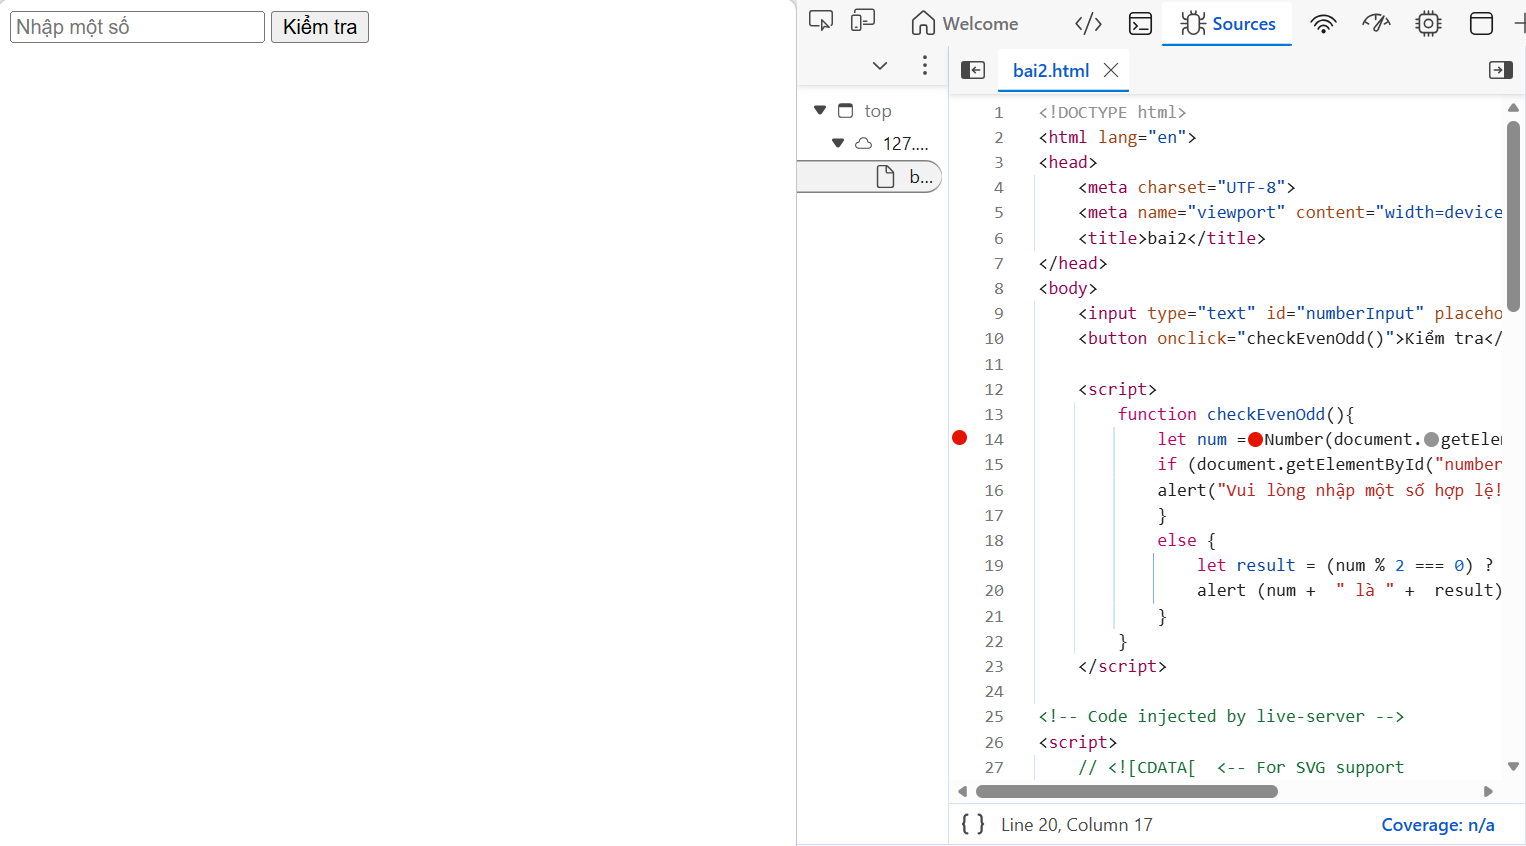 Nhập một số Kiểm tra
Welcome Sources
bai2.html
top
127....
b...
1 <!DOCTYPE html>
2 <html lang="en">
3 <head>
4 <meta charset="UTF-8">
5 <meta name="viewport" content="width=device
6 <title>bai2</title>
7 </head>
8 <body>
9 <input type="text" id="numberInput" placeho
10 <button onclick="checkEvenOdd()">Kiểm tra</
11
12 <script>
13 function checkEvenOdd(){
14 let num = Number(document.getElem
15 if (document.getElementById("number
16 alert("Vui lòng nhập một số hợp lệ!
17 }
18 else {
19 let result = (num % 2 === 0) ?
20 alert (num + " là " + result)
21 }
22 }
23 </script>
24
25 <!-- Code injected by live-server -->
26 <script>
27 // <![CDATA[ <-- For SVG support
{ } Line 20, Column 17 Coverage: n/a